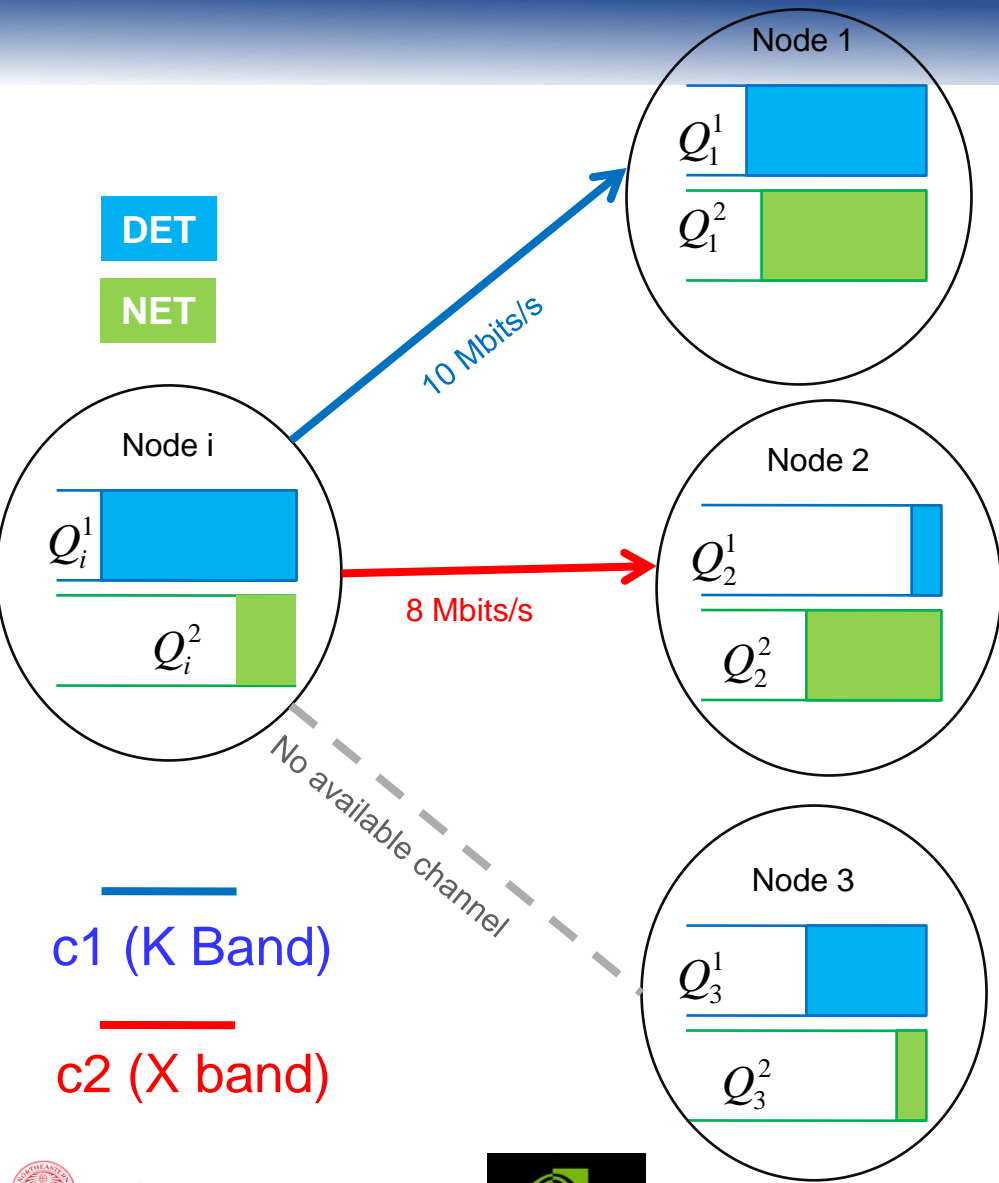 Node 1
Q_1^1
Q_1^2
DET
NET
10 Mbits/s
Node i
Q_i^1
Q_i^2
8 Mbits/s
Node 2
Q_2^1
Q_2^2
No available channel
Node 3
Q_3^1
Q_3^2
c1 (K Band)
c2 (X band)